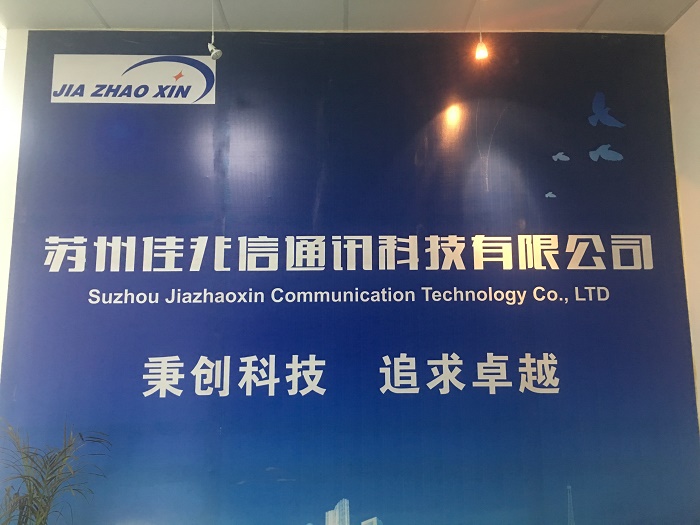 JIA ZHAO XIN
苏州佳兆信通讯科技有限公司
Suzhou Jiazhaoxin Communication Technology Co., LTD
秉创科技 追求卓越